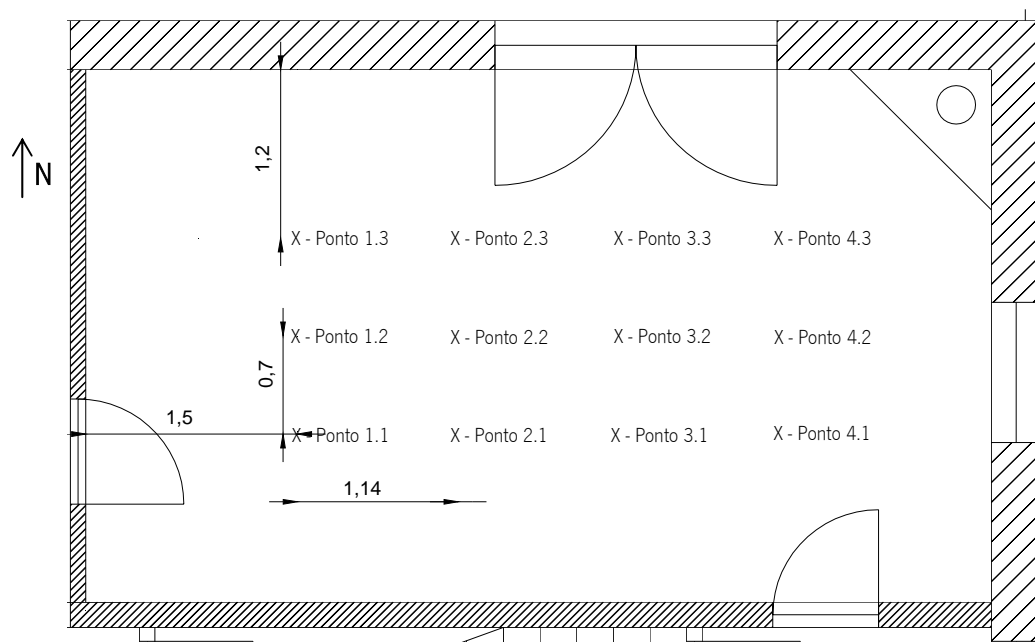 1,2
N
X - Ponto 1.3 X - Ponto 2.3 X - Ponto 3.3 X - Ponto 4.3
X - Ponto 1.2 X - Ponto 2.2 X - Ponto 3.2 X - Ponto 4.2
0,7
1,5
X - Ponto 1.1 X - Ponto 2.1 X - Ponto 3.1 X - Ponto 4.1
1,14